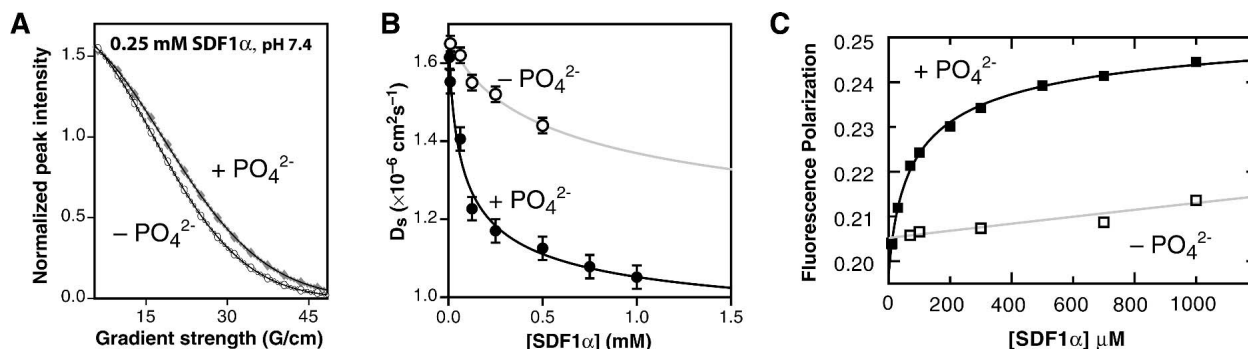 A
0.25 mM SDF1α, pH 7.4
Normalized peak intensity
1.5
1.0
0.5
0.0
+ PO₄²⁻
– PO₄²⁻
15
30
45
Gradient strength (G/cm)
B
Dₛ (×10⁻⁶ cm²s⁻¹)
1.6
1.4
1.2
1.0
– PO₄²⁻
+ PO₄²⁻
0.0
0.5
1.0
1.5
[SDF1α] (mM)
C
Fluorescence Polarization
0.25
0.24
0.23
0.22
0.21
0.20
+ PO₄²⁻
– PO₄²⁻
0
200
400
600
800
1000
[SDF1α] μM